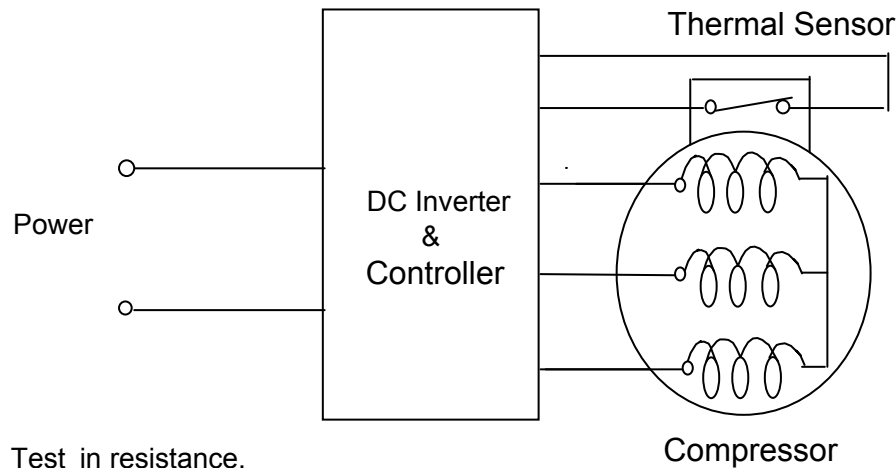 Thermal Sensor
Power
DC Inverter
&
Controller
Test in resistance.
Compressor